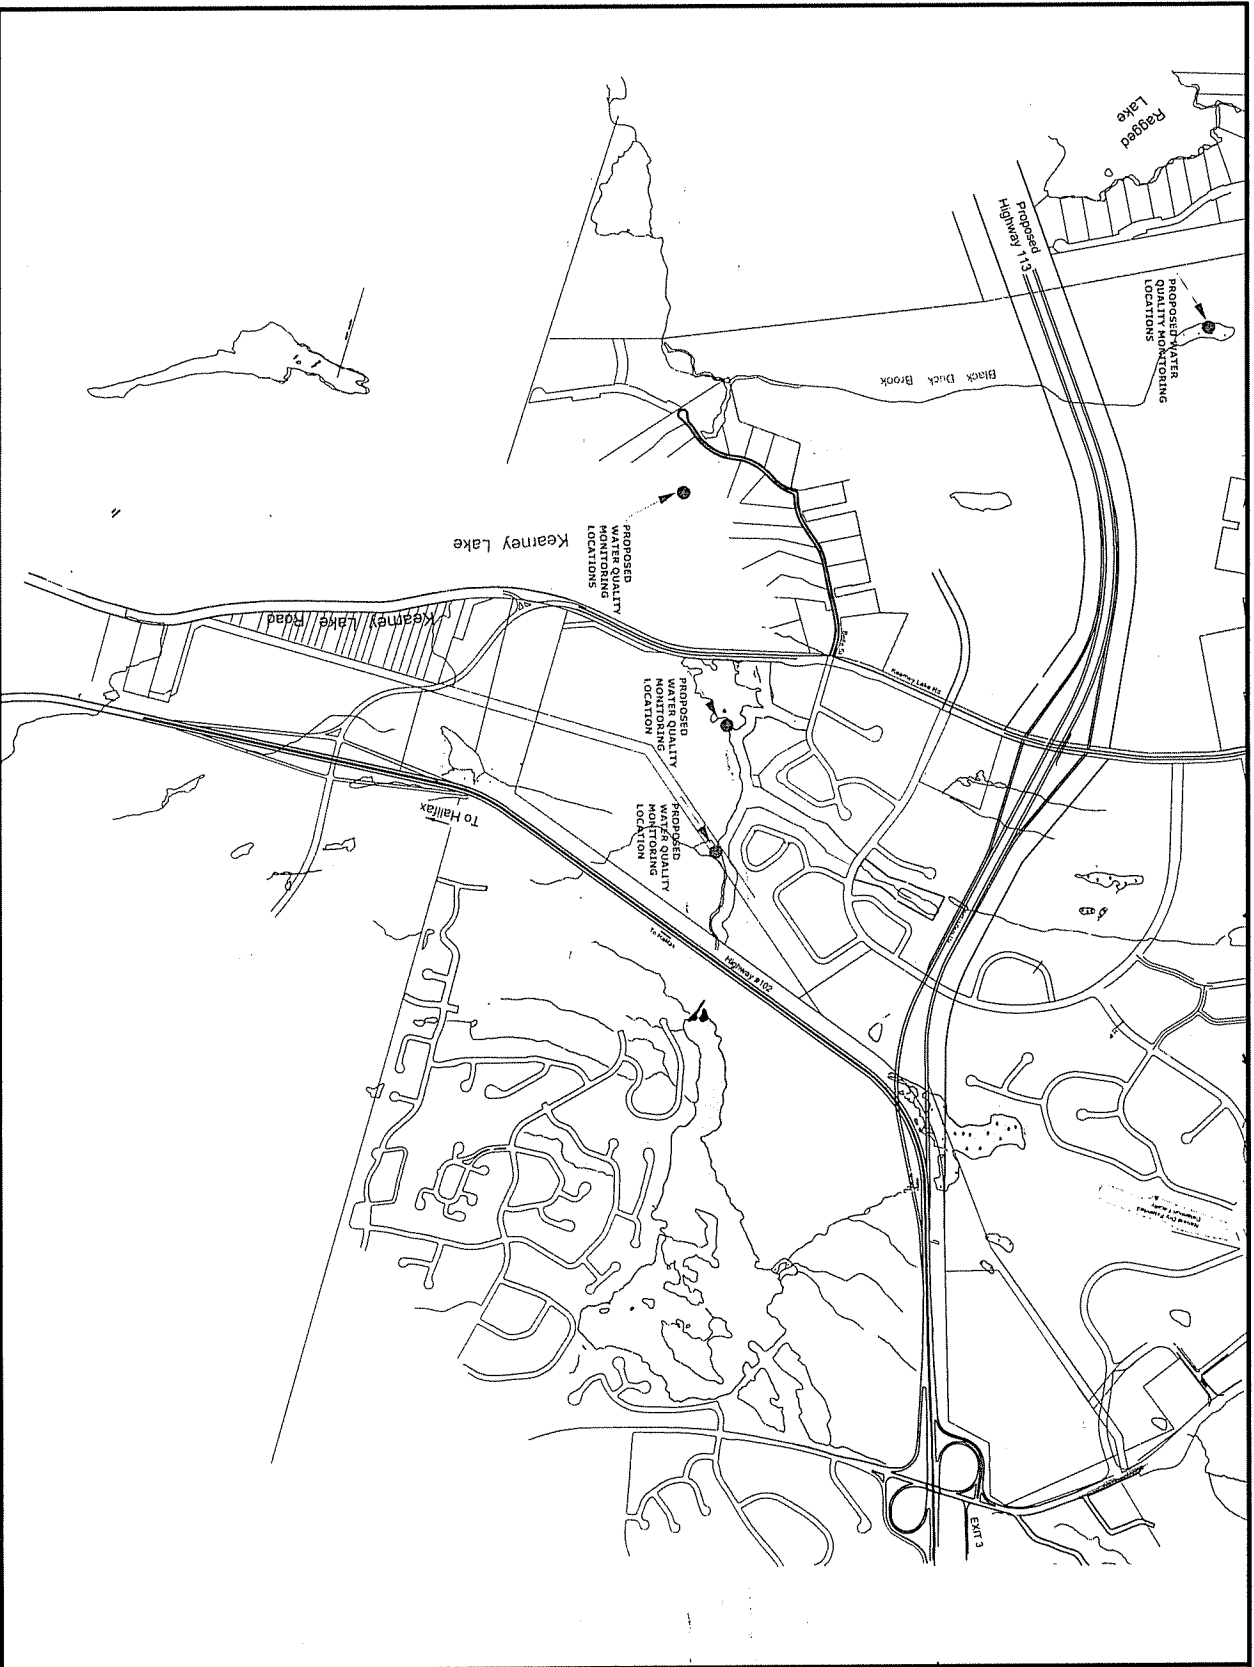 Ragged
Lake
Proposed
Highway 113
PROPOSED WATER
QUALITY MONITORING
LOCATIONS
Black Duck Brook
PROPOSED
WATER QUALITY
MONITORING
LOCATIONS
Kearney Lake
Kearney Lake Road
Kearney Lake Rd
PROPOSED
WATER QUALITY
MONITORING
LOCATION
PROPOSED
WATER QUALITY
MONITORING
LOCATION
To Halifax
To Halifax
Highway #102
EXIT 3